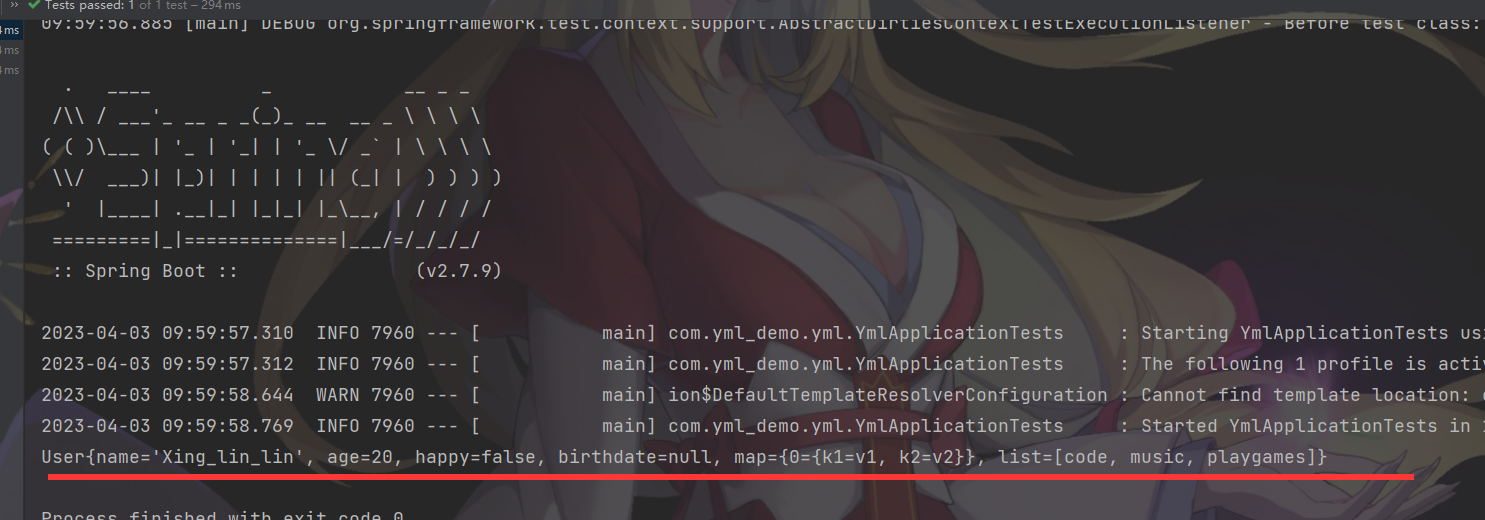 » ✔ Tests passed: 1 of 1 test – 294 ms
4 ms
4 ms
4 ms
09:59:56.885 [main] DEBUG org.springframework.test.context.support.AbstractDirtiesContextTestExecutionListener - Before test class:
  .   ____          _            __ _ _
 /\\ / ___'_ __ _ _(_)_ __  __ _ \ \ \ \
( ( )\___ | '_ | '_| | '_ \/ _` | \ \ \ \
 \\/  ___)| |_)| | | | | || (_| |  ) ) ) )
  '  |____| .__|_| |_|_| |_\__, | / / / /
 =========|_|==============|___/=/_/_/_/
 :: Spring Boot ::                (v2.7.9)
2023-04-03 09:59:57.310  INFO 7960 --- [           main] com.yml_demo.yml.YmlApplicationTests     : Starting YmlApplicationTests usi
2023-04-03 09:59:57.312  INFO 7960 --- [           main] com.yml_demo.yml.YmlApplicationTests     : The following 1 profile is activ
2023-04-03 09:59:58.644  WARN 7960 --- [           main] ion$DefaultTemplateResolverConfiguration : Cannot find template location:
2023-04-03 09:59:58.769  INFO 7960 --- [           main] com.yml_demo.yml.YmlApplicationTests     : Started YmlApplicationTests in
User{name='Xing_lin_lin', age=20, happy=false, birthdate=null, map={0={k1=v1, k2=v2}}, list=[code, music, playgames]}
Process finished with exit code 0